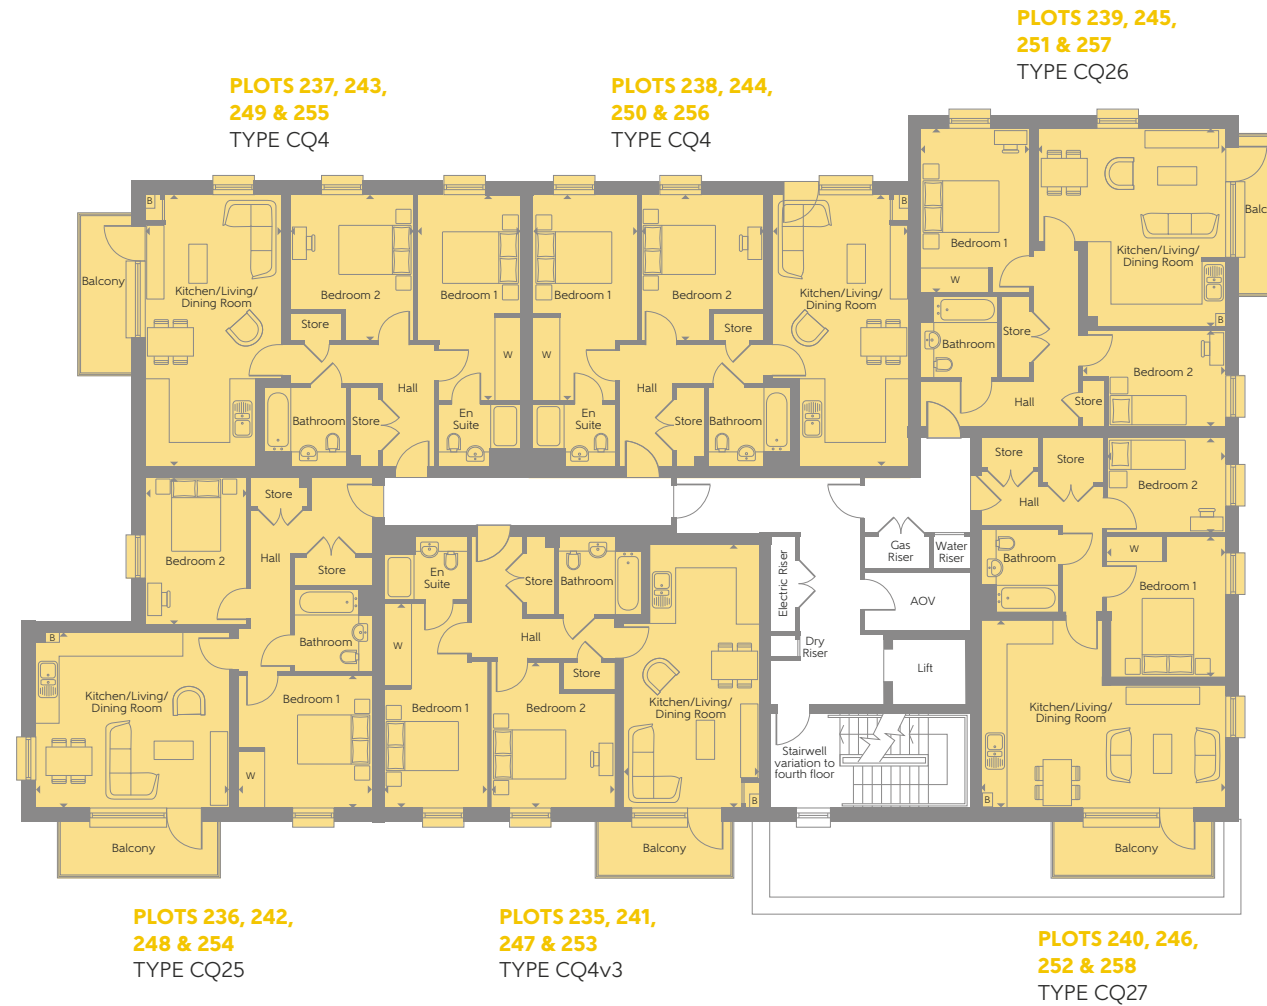 PLOTS 239, 245,
251 & 257
TYPE CQ26
PLOTS 237, 243,
249 & 255
TYPE CQ4
PLOTS 238, 244,
250 & 256
TYPE CQ4
B
Balcony
Kitchen/Living/
Dining Room
Bedroom 2
Store
Bedroom 1
W
Hall
Bathroom
Store
En
Suite
Bedroom 1
W
Bedroom 2
Store
Hall
En
Suite
Store
Bathroom
B
Kitchen/Living/
Dining Room
Bedroom 1
W
Bathroom
Store
Kitchen/Living/
Dining Room
B
Balc
Bedroom 2
Store
Hall
Store
Store
Bedroom 2
Hall
Bathroom
W
Bedroom 1
Kitchen/Living/
Dining Room
B
Balcony
Store
Bedroom 2
Hall
Store
Bathroom
B
Kitchen/Living/
Dining Room
Bedroom 1
W
Balcony
En
Suite
Store
Bathroom
W
Hall
Store
Bedroom 1
Bedroom 2
Kitchen/Living/
Dining Room
B
Balcony
Electric Riser
Gas
Riser
Water
Riser
AOV
Dry
Riser
Lift
Stairwell
variation to
fourth floor
PLOTS 236, 242,
248 & 254
TYPE CQ25
PLOTS 235, 241,
247 & 253
TYPE CQ4v3
PLOTS 240, 246,
252 & 258
TYPE CQ27